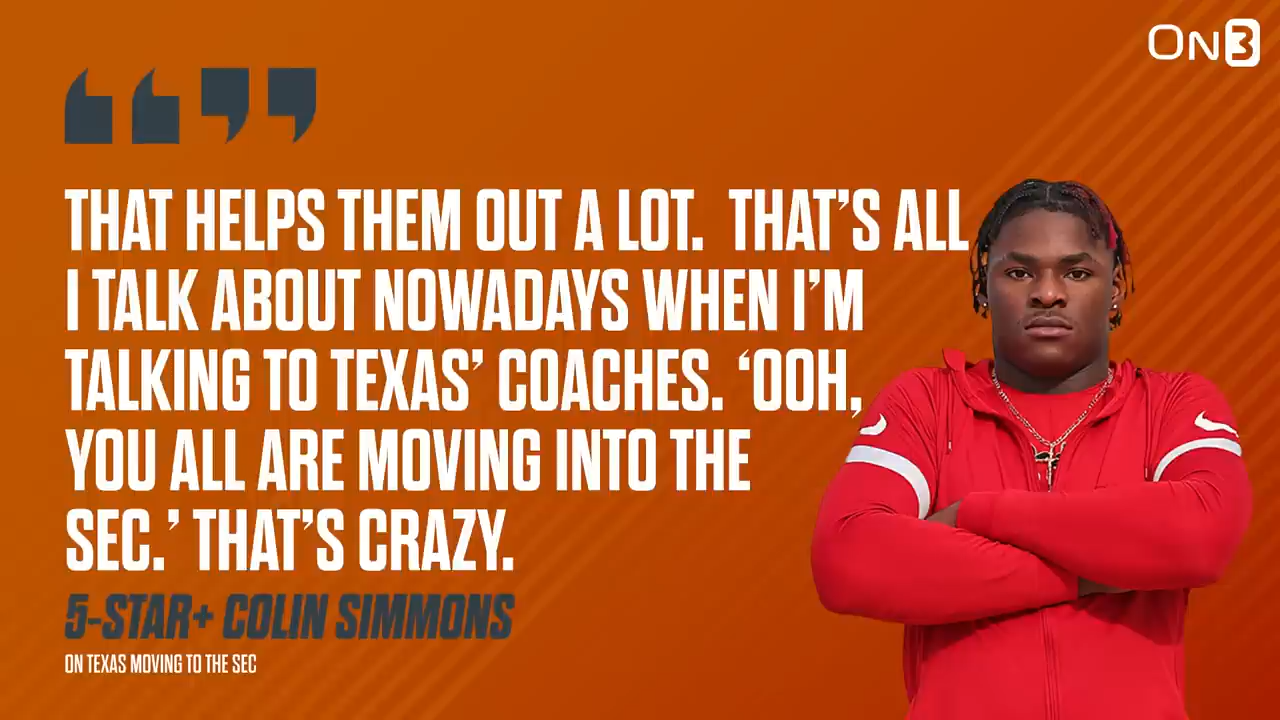 ON3
THAT HELPS THEM OUT A LOT. THAT'S ALL
I TALK ABOUT NOWADAYS WHEN I'M
TALKING TO TEXAS' COACHES. ‘OOH,
YOU ALL ARE MOVING INTO THE
SEC.’ THAT'S CRAZY.
5-STAR+ COLIN SIMMONS
ON TEXAS MOVING TO THE SEC